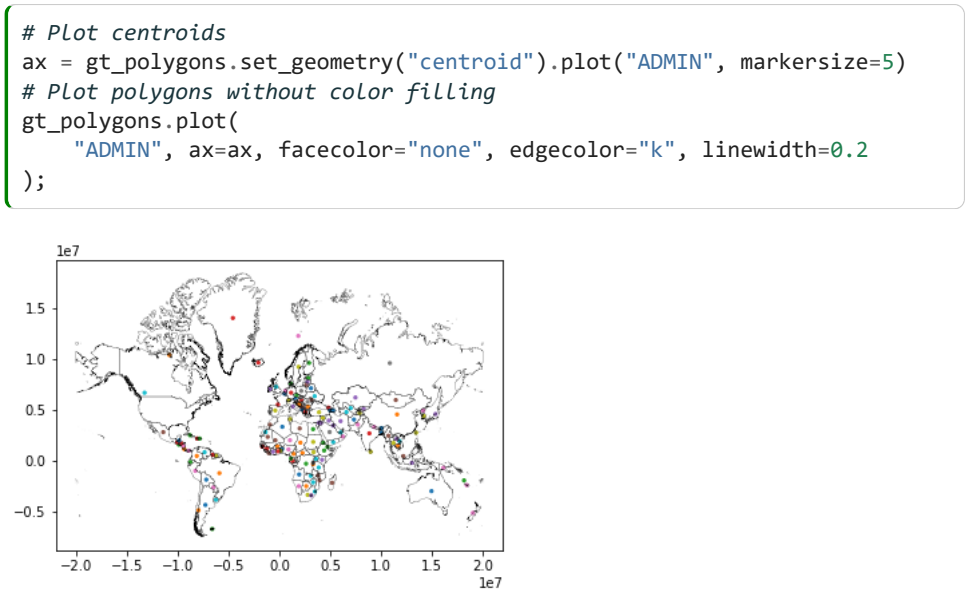 # Plot centroids
ax = gt_polygons.set_geometry("centroid").plot("ADMIN", markersize=5)
# Plot polygons without color filling
gt_polygons.plot(
    "ADMIN", ax=ax, facecolor="none", edgecolor="k", linewidth=0.2
);
1e7
1.5
1.0
0.5
0.0
−0.5
−2.0 −1.5 −1.0 −0.5 0.0 0.5 1.0 1.5 2.0
1e7